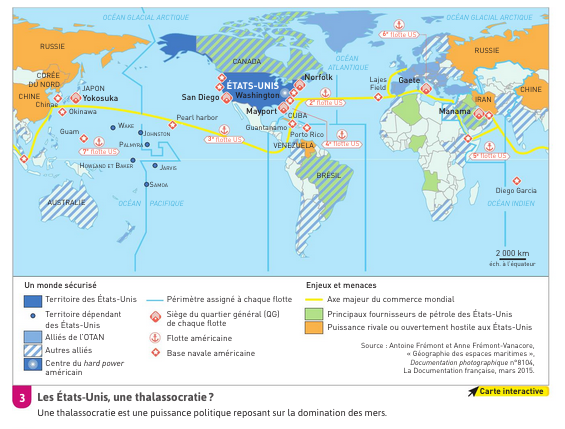 OCÉAN GLACIAL ARCTIQUE
OCÉAN GLACIAL ARCTIQUE
6e flotte US
RUSSIE
CANADA
OCÉAN
ATLANTIQUE
RUSSIE
CORÉE
DU NORD
JAPON
CHINE
Chinae
Yokosuka
Okinawa
ÉTATS-UNIS
Norfolk
San Diego
Washington
Mayport
2e flotte US
Lajes
Field
Gaete
IRAN
CHINE
Manama
Pearl harbor
Guam
7e flotte US
WAKE
JOHNSTON
PALMYRA
HOWLAND ET BAKER
JARVIS
SAMOA
3e flotte US
CUBA
Guantanamo
Porto Rico
4e flotte US
VENEZUELA
BRÉSIL
5e flotte US
Diego Garcia
AUSTRALIE
OCÉAN
PACIFIQUE
OCÉAN INDIEN
2 000 km
éch. à l'équateur
Un monde sécurisé
Territoire des États-Unis
Territoire dépendant
des États-Unis
Alliés de l'OTAN
Autres alliés
Centre du hard power
américain
Périmètre assigné à chaque flotte
Siège du quartier général (QG)
de chaque flotte
Flotte américaine
Base navale américaine
Enjeux et menaces
Axe majeur du commerce mondial
Principaux fournisseurs de pétrole des États-Unis
Puissance rivale ou ouvertement hostile aux États-Unis
Source : Antoine Frémont et Anne Frémont-Vanacore,
« Géographie des espaces maritimes »,
Documentation photographique n°8104,
La Documentation française, mars 2015.
Carte interactive
3 Les États-Unis, une thalassocratie ?
Une thalassocratie est une puissance politique reposant sur la domination des mers.